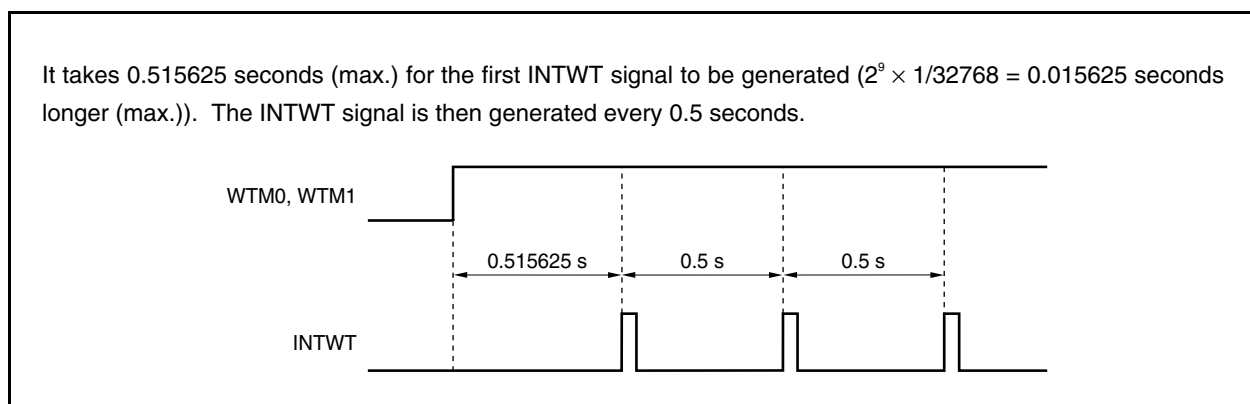 It takes 0.515625 seconds (max.) for the first INTWT signal to be generated (2⁹ × 1/32768 = 0.015625 seconds
longer (max.)). The INTWT signal is then generated every 0.5 seconds.
WTM0, WTM1
0.515625 s 0.5 s 0.5 s
INTWT